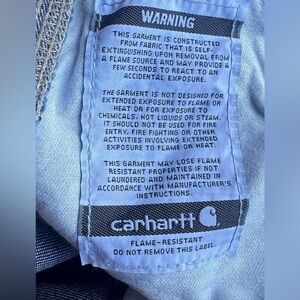 WARNING
THIS GARMENT IS CONSTRUCTED
FROM FABRIC THAT IS SELF-
EXTINGUISHING UPON REMOVAL FROM
A FLAME SOURCE AND MAY PROVIDE A
FEW SECONDS TO REACT TO AN
ACCIDENTAL EXPOSURE.
THE GARMENT IS NOT DESIGNED FOR
EXTENDED EXPOSURE TO FLAME OR
HEAT OR FOR EXPOSURE TO
CHEMICALS, HOT LIQUIDS OR STEAM.
IT SHOULD NOT BE USED FOR FIRE
ENTRY, FIRE FIGHTING OR OTHER
ACTIVITIES INVOLVING EXTENDED
EXPOSURE TO FLAME OR HEAT.
THIS GARMENT MAY LOSE FLAME
RESISTANT PROPERTIES IF NOT
LAUNDERED AND MAINTAINED IN
ACCORDANCE WITH MANUFACTURER'S
INSTRUCTIONS.
carhartt
FLAME-RESISTANT
DO NOT REMOVE THIS LABEL.